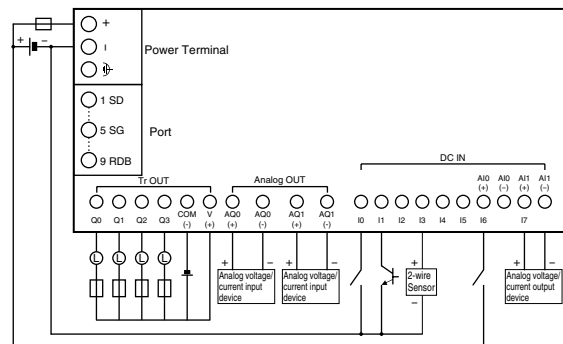 +
+ −
−
Power Terminal
1 SD
5 SG
Port
9 RDB
Tr OUT
Analog OUT
DC IN
AI0 AI0 AI1 AI1
(+) (−) (+) (−)
Q0 Q1 Q2 Q3 COM V AQ0 AQ0 AQ1 AQ1 I0 I1 I2 I3 I4 I5 I6 I7
(-) (+) (+) (-) (+) (-)
L L L L
+ − + − + + −
Analog voltage/
current input
device
Analog voltage/
current input
device
2-wire
Sensor
−
Analog voltage/
current output
device